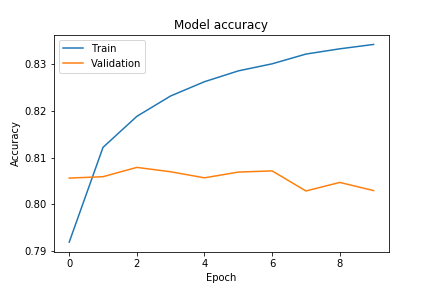 Model accuracy
Train
Validation
0.83
0.82
0.81
0.80
0.79
Accuracy
0 2 4 6 8
Epoch